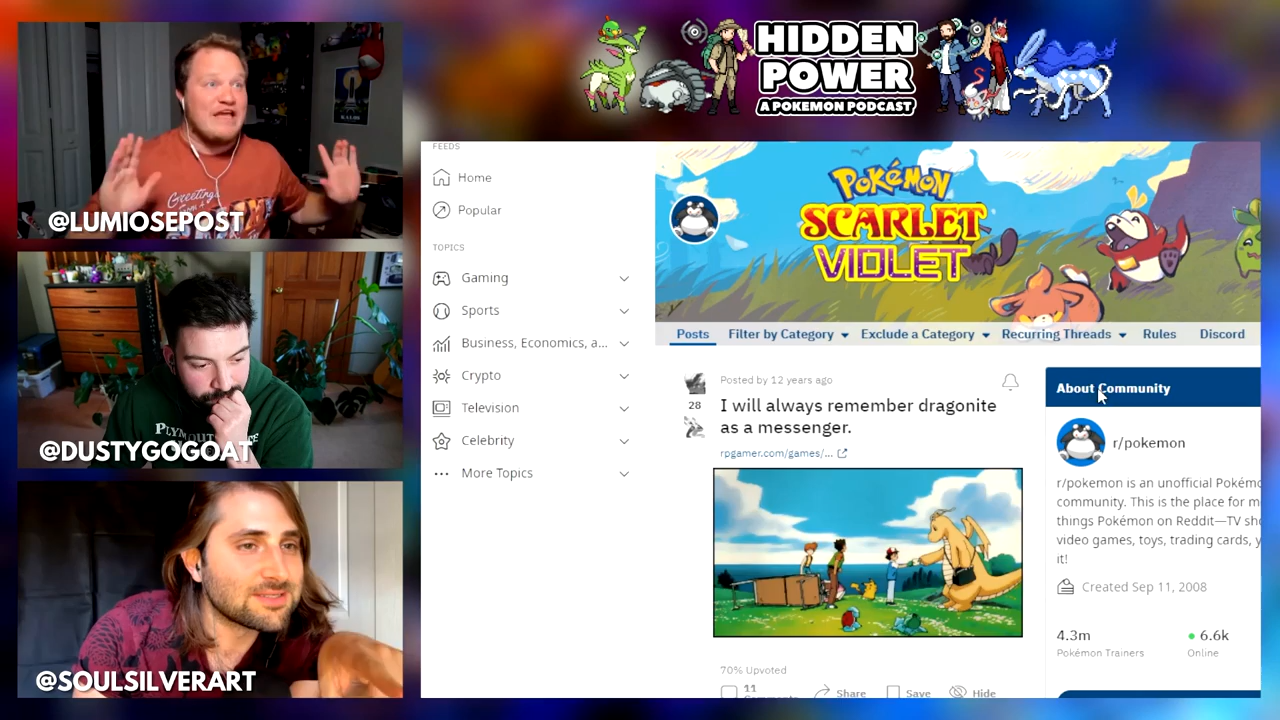 HIDDEN
POWER
A POKEMON PODCAST
@LUMIOSEPOST
@DUSTYGOGOAT
@SOULSILVERART
FEEDS
Home
Popular
TOPICS
Gaming
Sports
Business, Economics, a...
Crypto
Television
Celebrity
More Topics
POKÉMON
SCARLET
VIOLET
Posts
Filter by Category
Exclude a Category
Recurring Threads
Rules
Discord
Posted by 12 years ago
28
I will always remember dragonite
as a messenger.
rpgamer.com/games/...
70% Upvoted
11
Share
Save
Hide
About Community
r/pokemon
r/pokemon is an unofficial Pokémo
community. This is the place for m
things Pokémon on Reddit—TV sho
video games, toys, trading cards, y
it!
Created Sep 11, 2008
4.3m
6.6k
Pokémon Trainers
Online
Greetings
KALOS